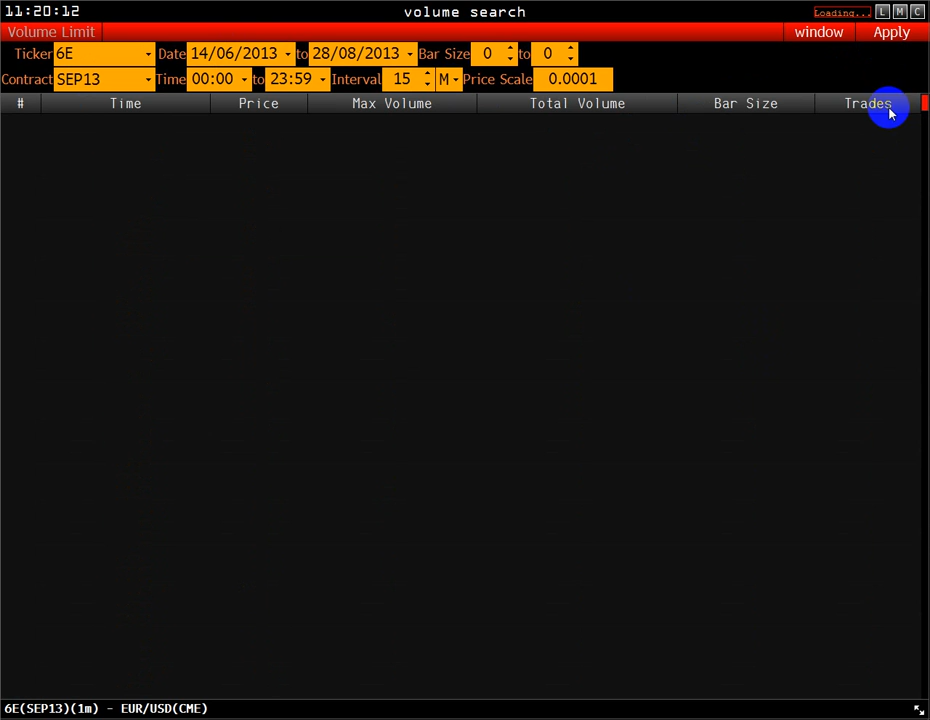 11:20:12 volume search Loading... L M C
Volume Limit window Apply
Ticker 6E Date 14/06/2013 to 28/08/2013 Bar Size 0 to 0
Contract SEP13 Time 00:00 to 23:59 Interval 15 M Price Scale 0.0001
# Time Price Max Volume Total Volume Bar Size Trades
6E(SEP13)(1m) - EUR/USD(CME)